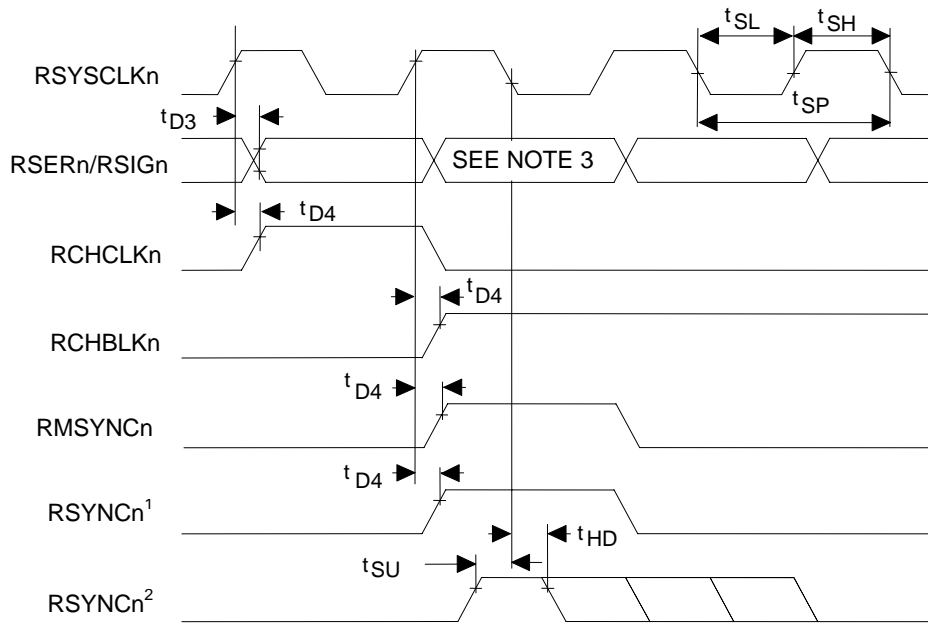 tSL tSH
RSYSCLKn
tSP
tD3
RSERn/RSIGn SEE NOTE 3
tD4
RCHCLKn
tD4
RCHBLKn
tD4
RMSYNCn
tD4
RSYNCn1
tHD
tSU
RSYNCn2